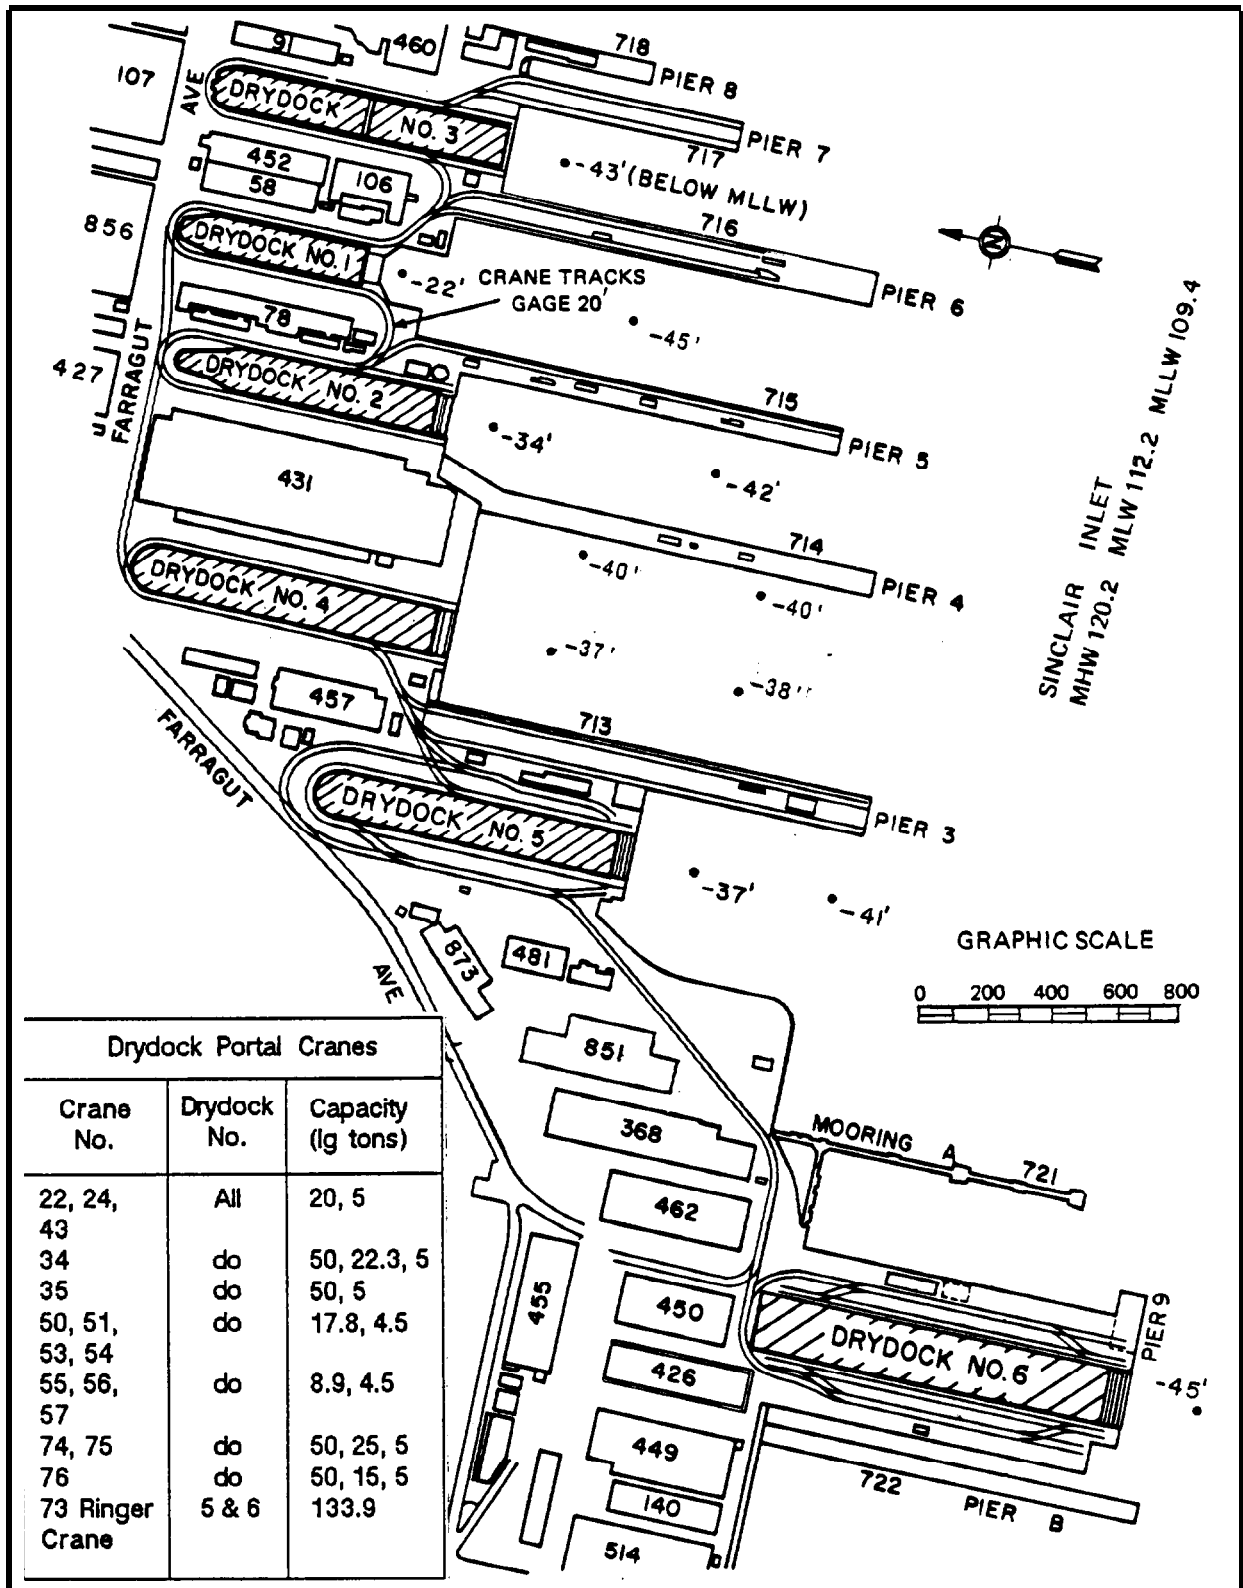 718
9
460
107
AVE
DRYDOCK NO. 3
PIER 8
PIER 7
717
452
58
106
-43' (BELOW MLLW)
716
856
DRYDOCK NO. 1
-22'
CRANE TRACKS
GAGE 20'
N
PIER 6
78
-45'
427
FARRAGUT
DRYDOCK NO. 2
715
PIER 5
-34'
-42'
431
714
-40'
-40'
PIER 4
DRYDOCK NO. 4
-37'
-38'
SINCLAIR INLET
MHW 120.2 MLW 112.2 MLLW 109.4
457
713
FARRAGUT
DRYDOCK NO. 5
PIER 3
-37'
-41'
GRAPHIC SCALE
0 200 400 600 800
873
481
AVE
851
368
MOORING A
721
462
455
450
426
DRYDOCK NO. 6
PIER 9
-45'
449
722
PIER B
140
514
Drydock Portal Cranes
Crane No. Drydock No. Capacity (lg tons)
22, 24, 43 All 20, 5
34 do 50, 22.3, 5
35 do 50, 5
50, 51, 53, 54 do 17.8, 4.5
55, 56, 57 do 8.9, 4.5
74, 75 do 50, 25, 5
76 do 50, 15, 5
73 Ringer Crane 5 & 6 133.9